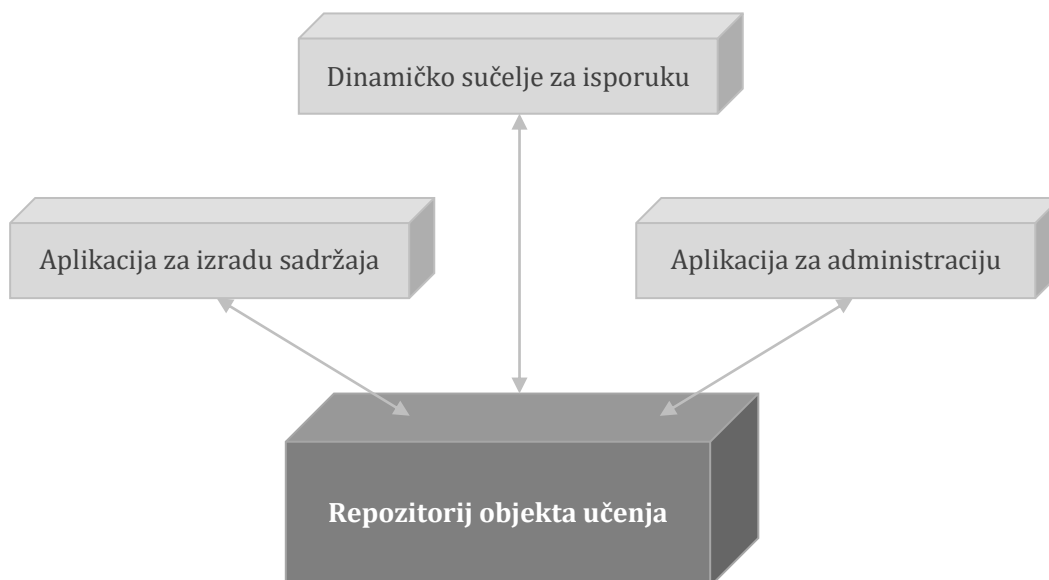 Dinamičko sučelje za isporuku
Aplikacija za izradu sadržaja
Aplikacija za administraciju
Repozitorij objekta učenja